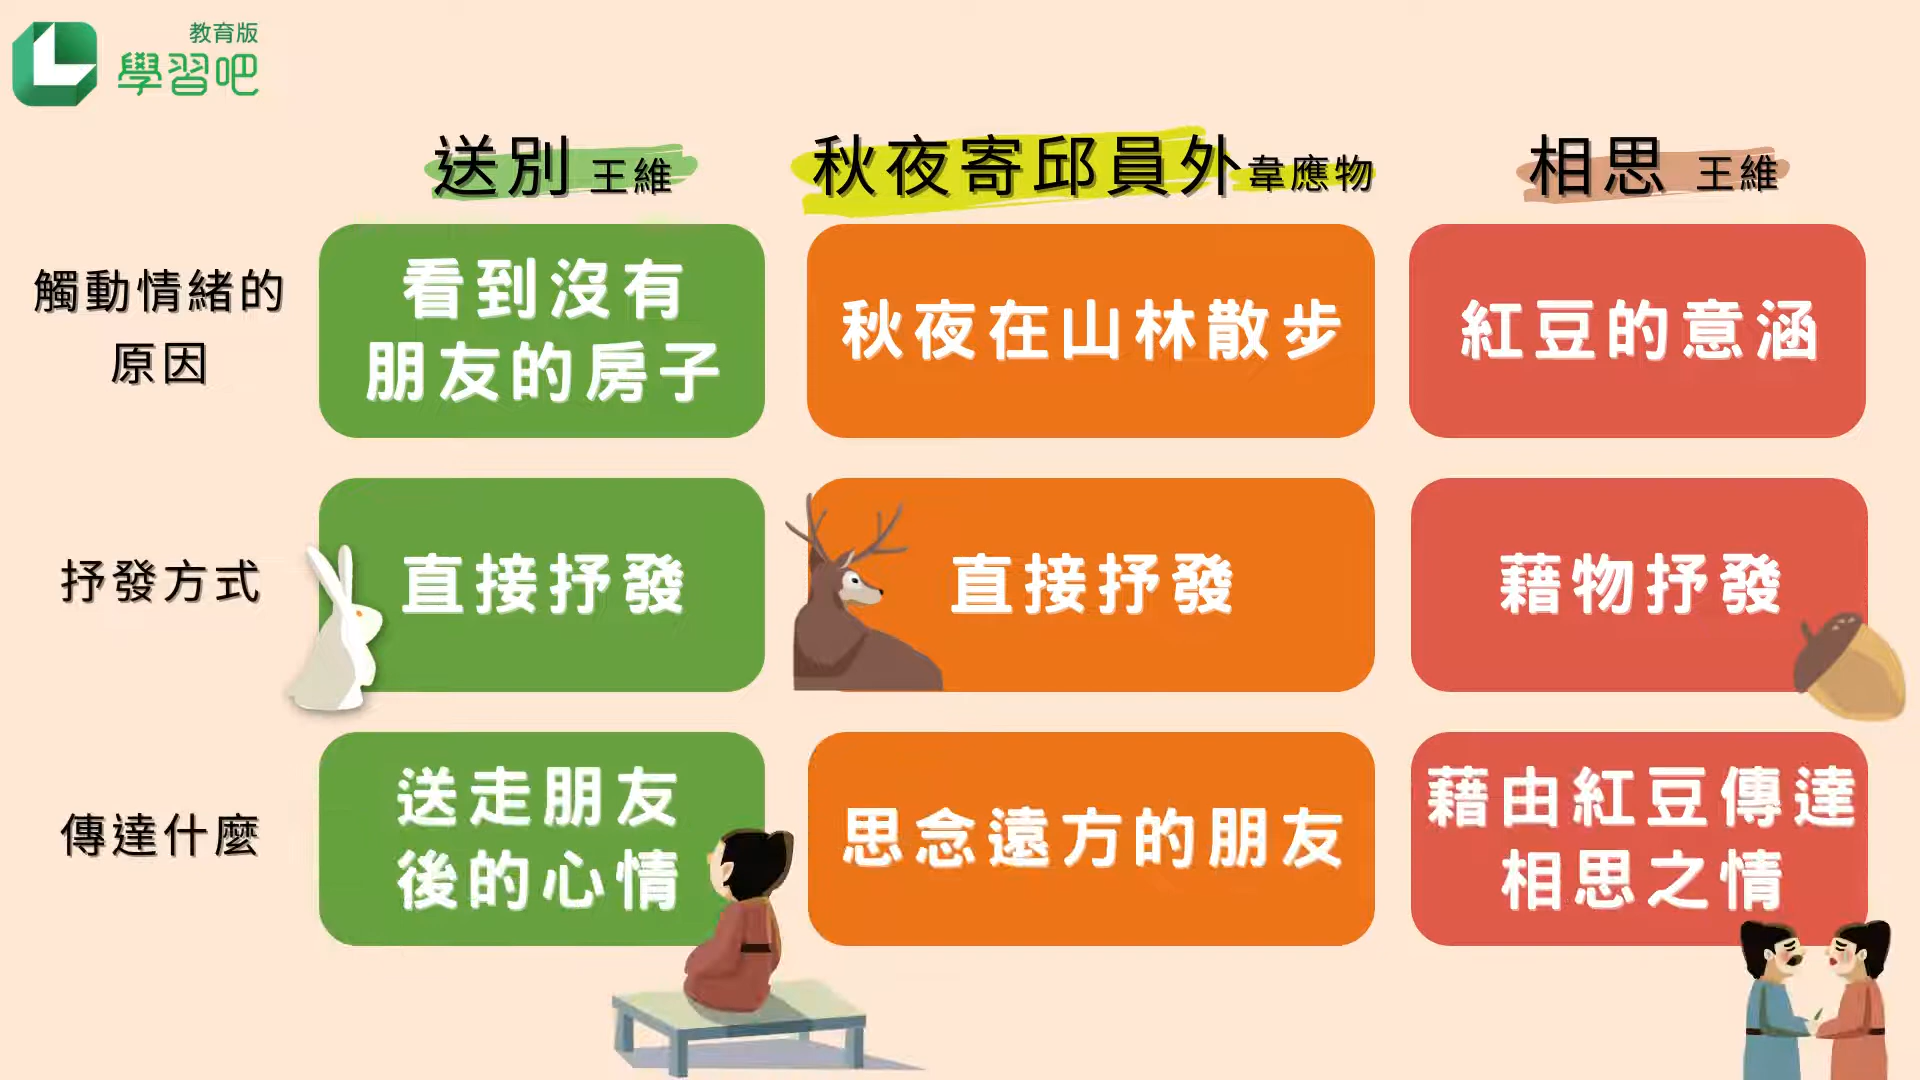 教育版
學習吧
送別 王維
秋夜寄邱員外韋應物
相思 王維
觸動情緒的
原因
看到沒有
朋友的房子
秋夜在山林散步
紅豆的意涵
抒發方式
直接抒發
直接抒發
藉物抒發
傳達什麼
送走朋友
後的心情
思念遠方的朋友
藉由紅豆傳達
相思之情